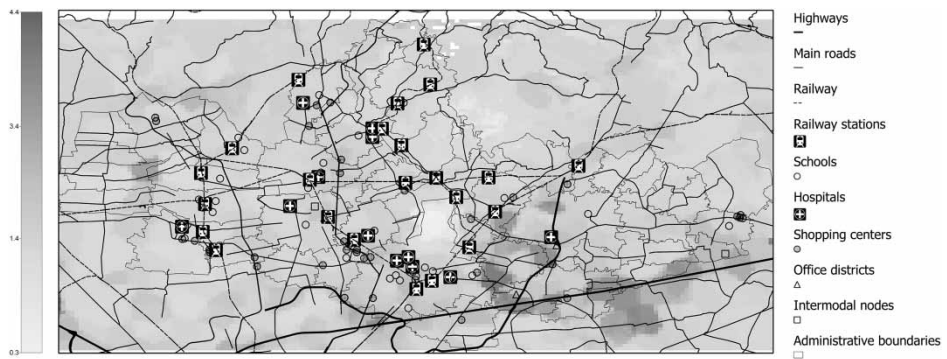 4.4
3.4
1.4
0.3
Highways
Main roads
Railway
Railway stations
Schools
Hospitals
Shopping centers
Office districts
Intermodal nodes
Administrative boundaries